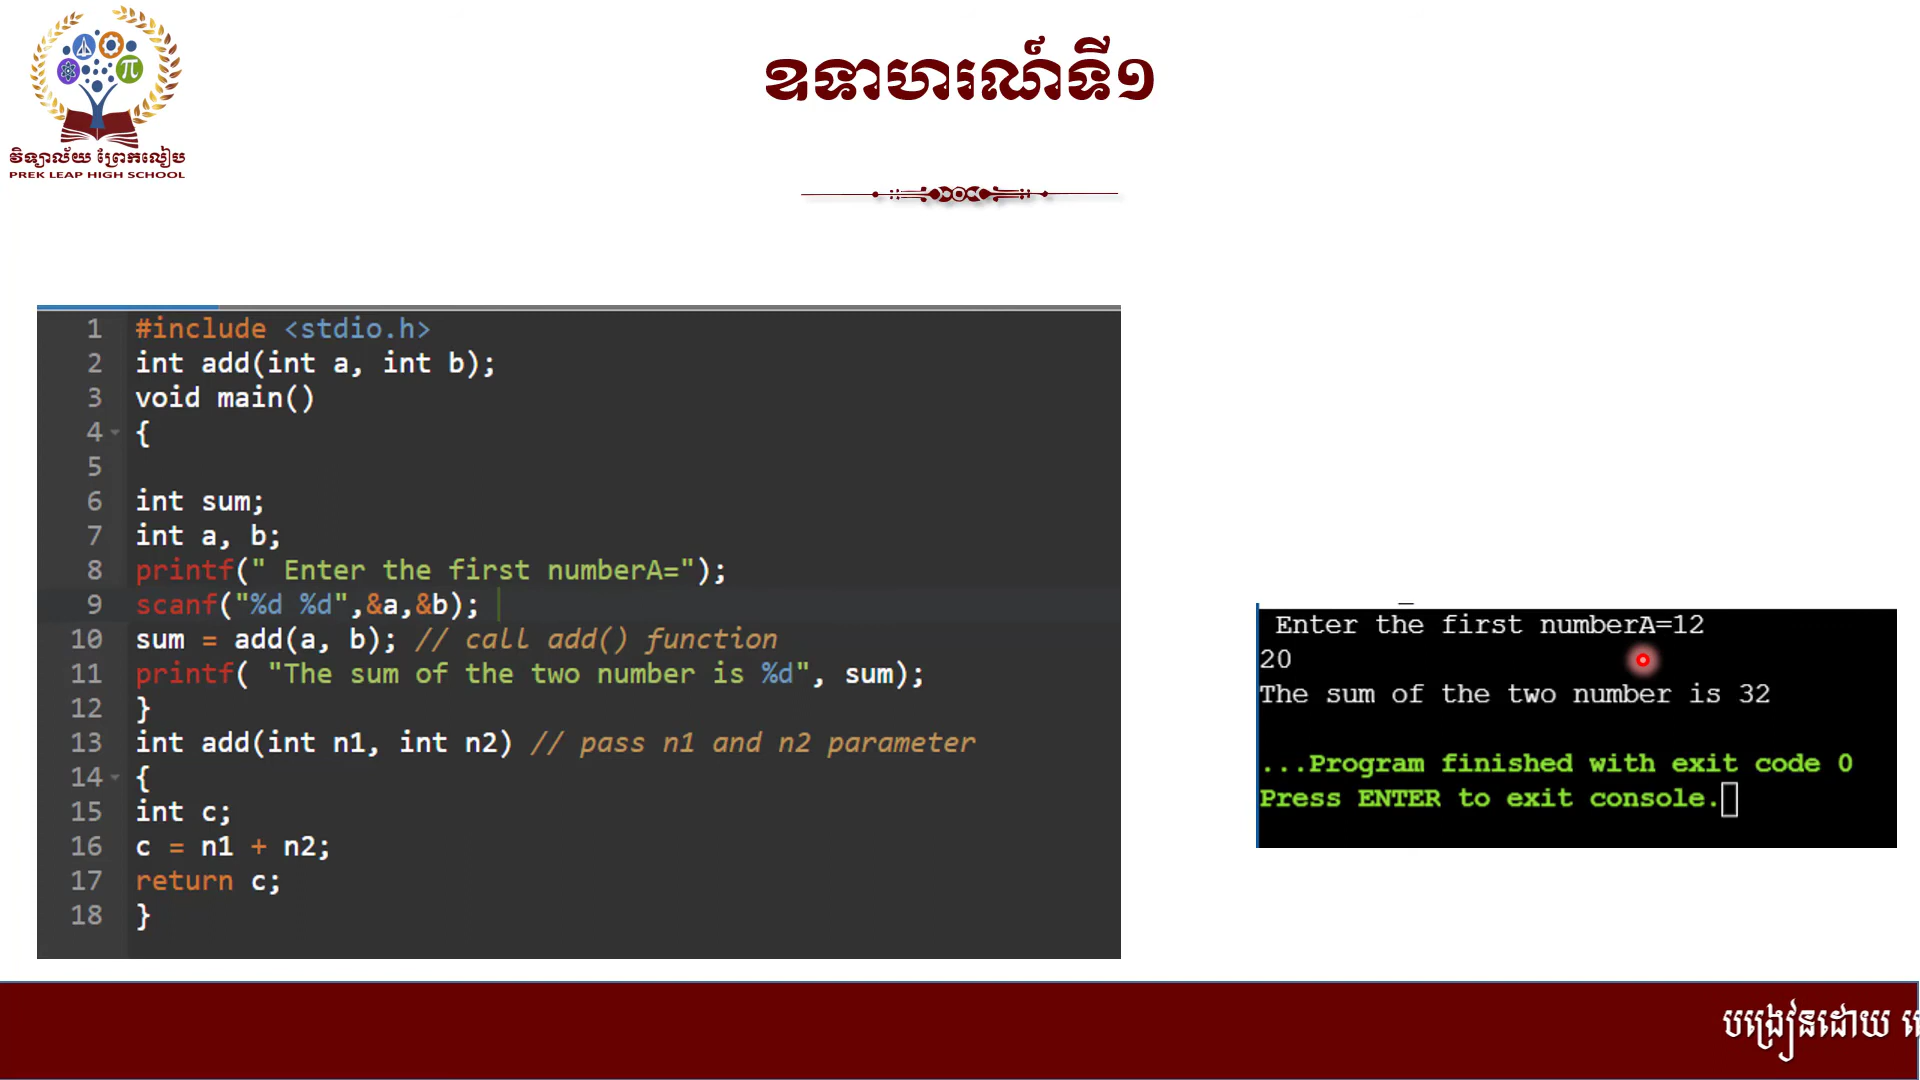 វិទ្យាល័យ ព្រែកលៀប
PREK LEAP HIGH SCHOOL
ឧទាហរណ៍ទី១
1 #include <stdio.h>
2 int add(int a, int b);
3 void main()
4 {
5
6 int sum;
7 int a, b;
8 printf(" Enter the first numberA=");
9 scanf("%d %d",&a,&b);
10 sum = add(a, b); // call add() function
11 printf( "The sum of the two number is %d", sum);
12 }
13 int add(int n1, int n2) // pass n1 and n2 parameter
14 {
15 int c;
16 c = n1 + n2;
17 return c;
18 }
Enter the first numberA=12
20
The sum of the two number is 32
...Program finished with exit code 0
Press ENTER to exit console.
បង្រៀនដោយ